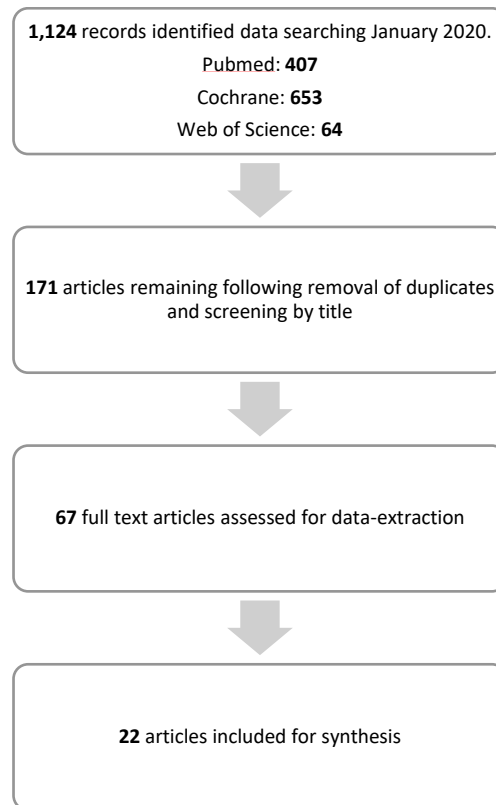 1,124 records identified data searching January 2020.
Pubmed: 407
Cochrane: 653
Web of Science: 64
171 articles remaining following removal of duplicates
and screening by title
67 full text articles assessed for data-extraction
22 articles included for synthesis